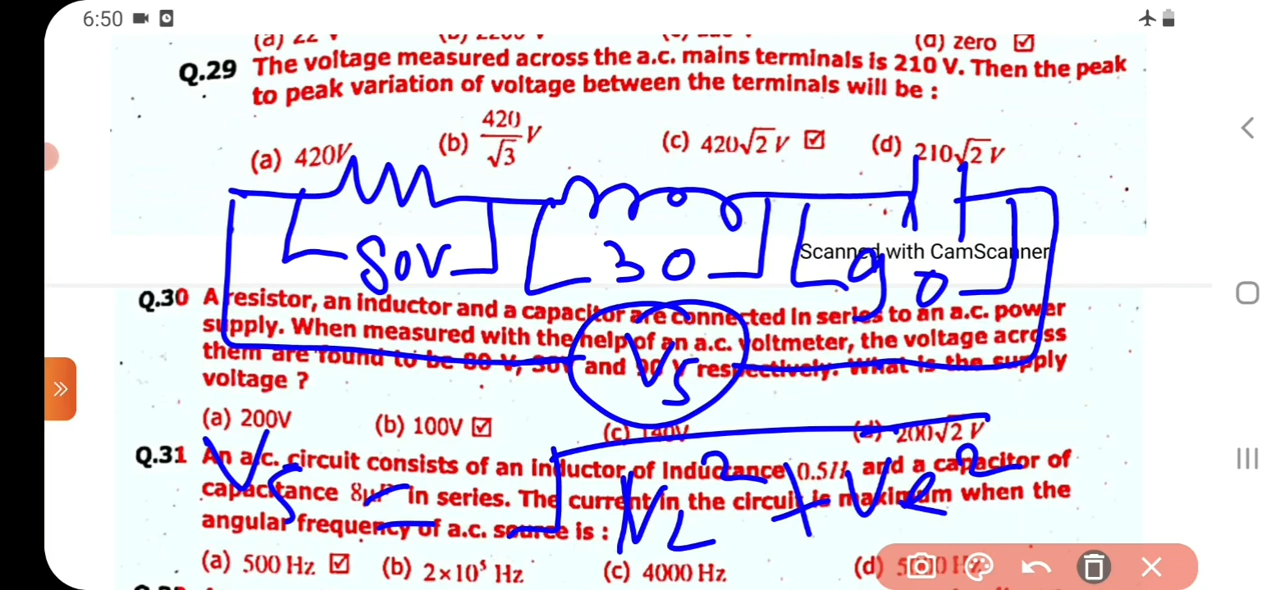 6:50
(d) zero ☑
Q.29 The voltage measured across the a.c. mains terminals is 210 V. Then the peak
to peak variation of voltage between the terminals will be :
(a) 420V (b) 420/√3 V (c) 420√2 V ☑ (d) 210√2 V
80V 30 90
Scanned with CamScanner
Q.30 A resistor, an inductor and a capacitor are connected in series to an a.c. power
supply. When measured with the help of an a.c. voltmeter, the voltage across
them are found to be 80 V, 30V and 90 V respectively. What is the supply
voltage ?
Vs
(a) 200V (b) 100V ☑ (c) 140V (d) 200√2 V
Q.31 An a.c. circuit consists of an inductor of Inductance 0.5H and a capacitor of
capacitance 8μF in series. The current in the circuit is maximum when the
angular frequency of a.c. source is :
(a) 500 Hz ☑ (b) 2×10⁵ Hz (c) 4000 Hz (d)